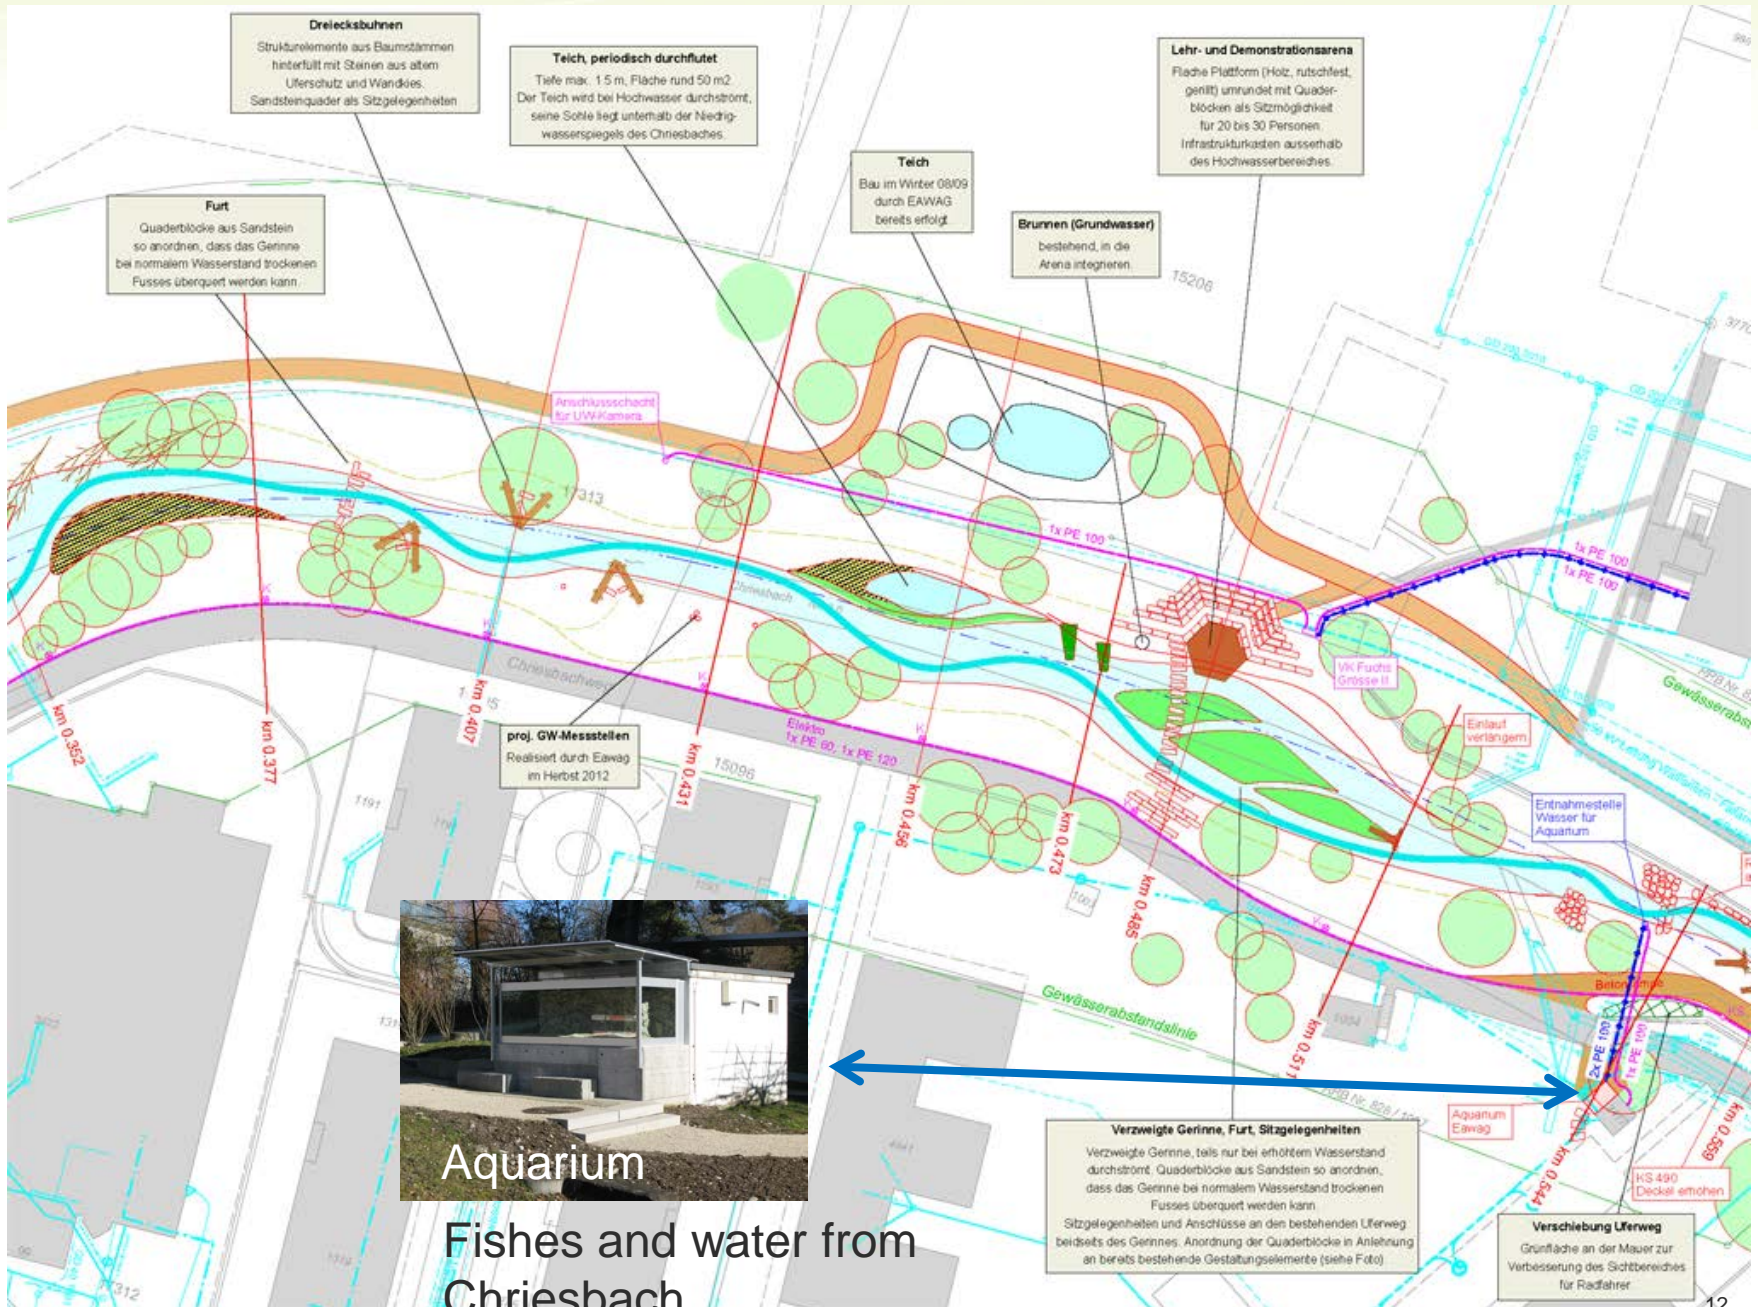 Dreiecksbuhnen
Strukturelemente aus Baumstämmen
hinterfüllt mit Steinen aus altem
Uferschutz und Wandkies.
Sandsteinquader als Sitzgelegenheiten
Teich, periodisch durchflutet
Tiefe max. 1.5 m, Fläche rund 50 m2.
Der Teich wird bei Hochwasser durchströmt,
seine Sohle liegt unterhalb der Niedrig-
wasserspiegels des Chriesbaches.
Lehr- und Demonstrationsarena
Flache Plattform (Holz, rutschfest,
gerillt) umrundet mit Quader-
blöcken als Sitzmöglichkeit
für 20 bis 30 Personen.
Infrastrukturkasten ausserhalb
des Hochwasserbereiches.
Teich
Bau im Winter 08/09
durch EAWAG
bereits erfolgt.
Furt
Quaderblöcke aus Sandstein
so anordnen, dass das Gerinne
bei normalem Wasserstand trockenen
Fusses überquert werden kann.
Brunnen (Grundwasser)
bestehend, in die
Arena integrieren.
15206
Anschlussschacht
für UW-Kamera
17313
1x PE 100
1x PE 100
1x PE 100
Chriesbach
VK Fuchs
Grösse II
Chriesbachweg
Elektro
1x PE 60, 1x PE 120
Einlauf
verlängern
Entnahmestelle
Wasser für
Aquarium
proj. GW-Messstellen
Realisiert durch Eawag
im Herbst 2012
15096
1191
km 0.352
km 0.377
km 0.407
km 0.431
km 0.456
km 0.473
km 0.485
km 0.511
km 0.544
km 0.559
Gewässerabstandslinie
2x PE 100
1x PE 100
Aquarium
Eawag
KS 490
Deckel erhöhen
Verzweigte Gerinne, Furt, Sitzgelegenheiten
Verzweigte Gerinne, teils nur bei erhöhtem Wasserstand
durchströmt. Quaderblöcke aus Sandstein so anordnen,
dass das Gerinne bei normalem Wasserstand trockenen
Fusses überquert werden kann.
Sitzgelegenheiten und Anschlüsse an den bestehenden Uferweg
beidseits des Gerinnes. Anordnung der Quaderblöcke in Anlehnung
an bereits bestehende Gestaltungselemente (siehe Foto)
Verschiebung Uferweg
Grünfläche an der Mauer zur
Verbesserung des Sichtbereiches
für Radfahrer
Aquarium
Fishes and water from
Chriesbach
17312
12